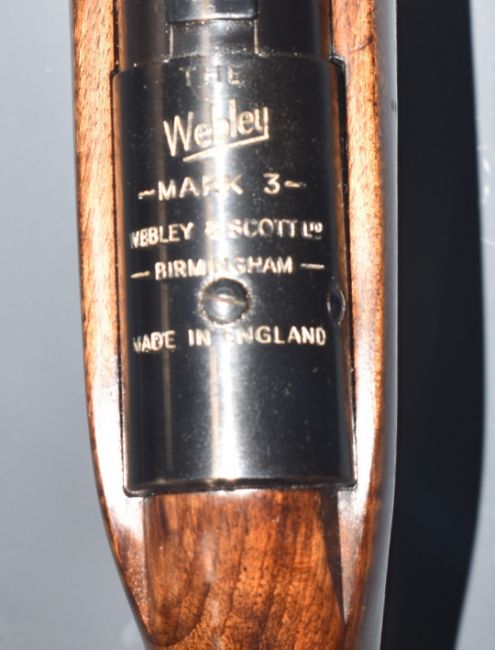 THE
Webley
~MARK 3~
WEBLEY & SCOTT LTD
— BIRMINGHAM —
MADE IN ENGLAND